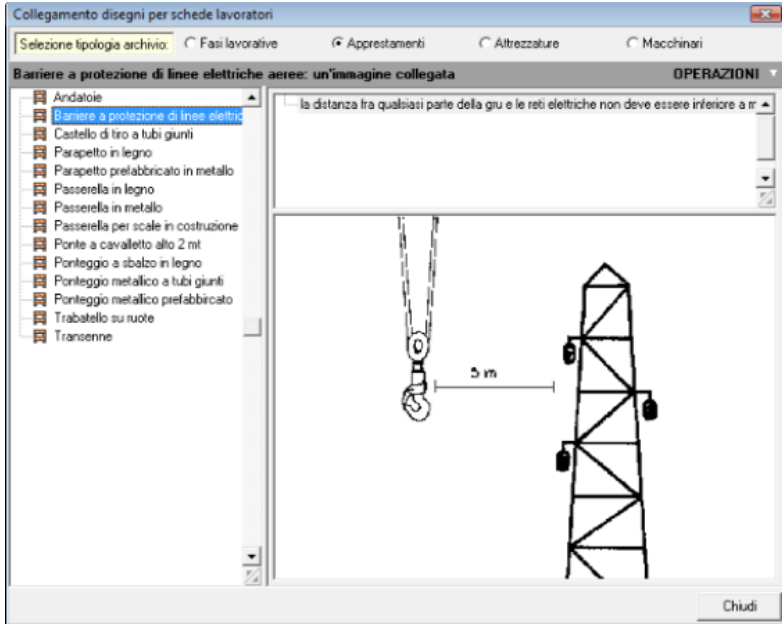 Collegamento disegni per schede lavoratori
Selezione tipologia archivio: Fasi lavorative Apprestamenti Attrezzature Macchinari
Barriere a protezione di linee elettriche aeree: un'immagine collegata OPERAZIONI
Andatoie
Barriere a protezione di linee elettric
Castello di tiro a tubi giunti
Parapetto in legno
Parapetto prefabbricato in metallo
Passerella in legno
Passerella in metallo
Passerella per scale in costruzione
Ponte a cavalletto alto 2 mt
Ponteggio a sbalzo in legno
Ponteggio metallico a tubi giunti
Ponteggio metallico prefabbircato
Trabatello su ruote
Transenne
la distanza fra qualsiasi parte della gru e le reti elettriche non deve essere inferiore a m
5 m
Chiudi